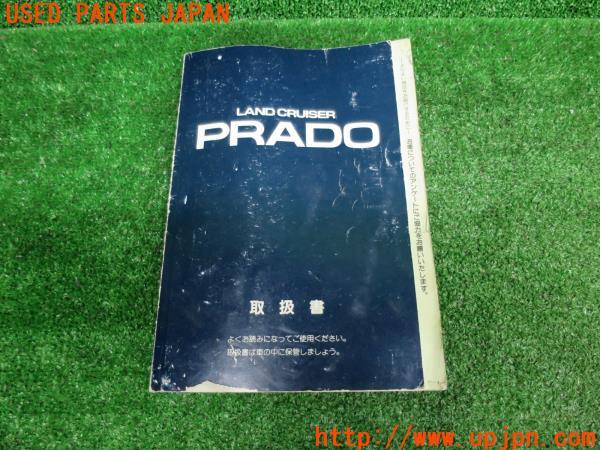 USED PARTS JAPAN
LAND CRUISER
PRADO
取扱書
よくお読みになってご使用ください。
取扱書は車の中に保管しましょう。
お車についてのアンケートにご協力をお願いいたします。
http://www.upjpn.com